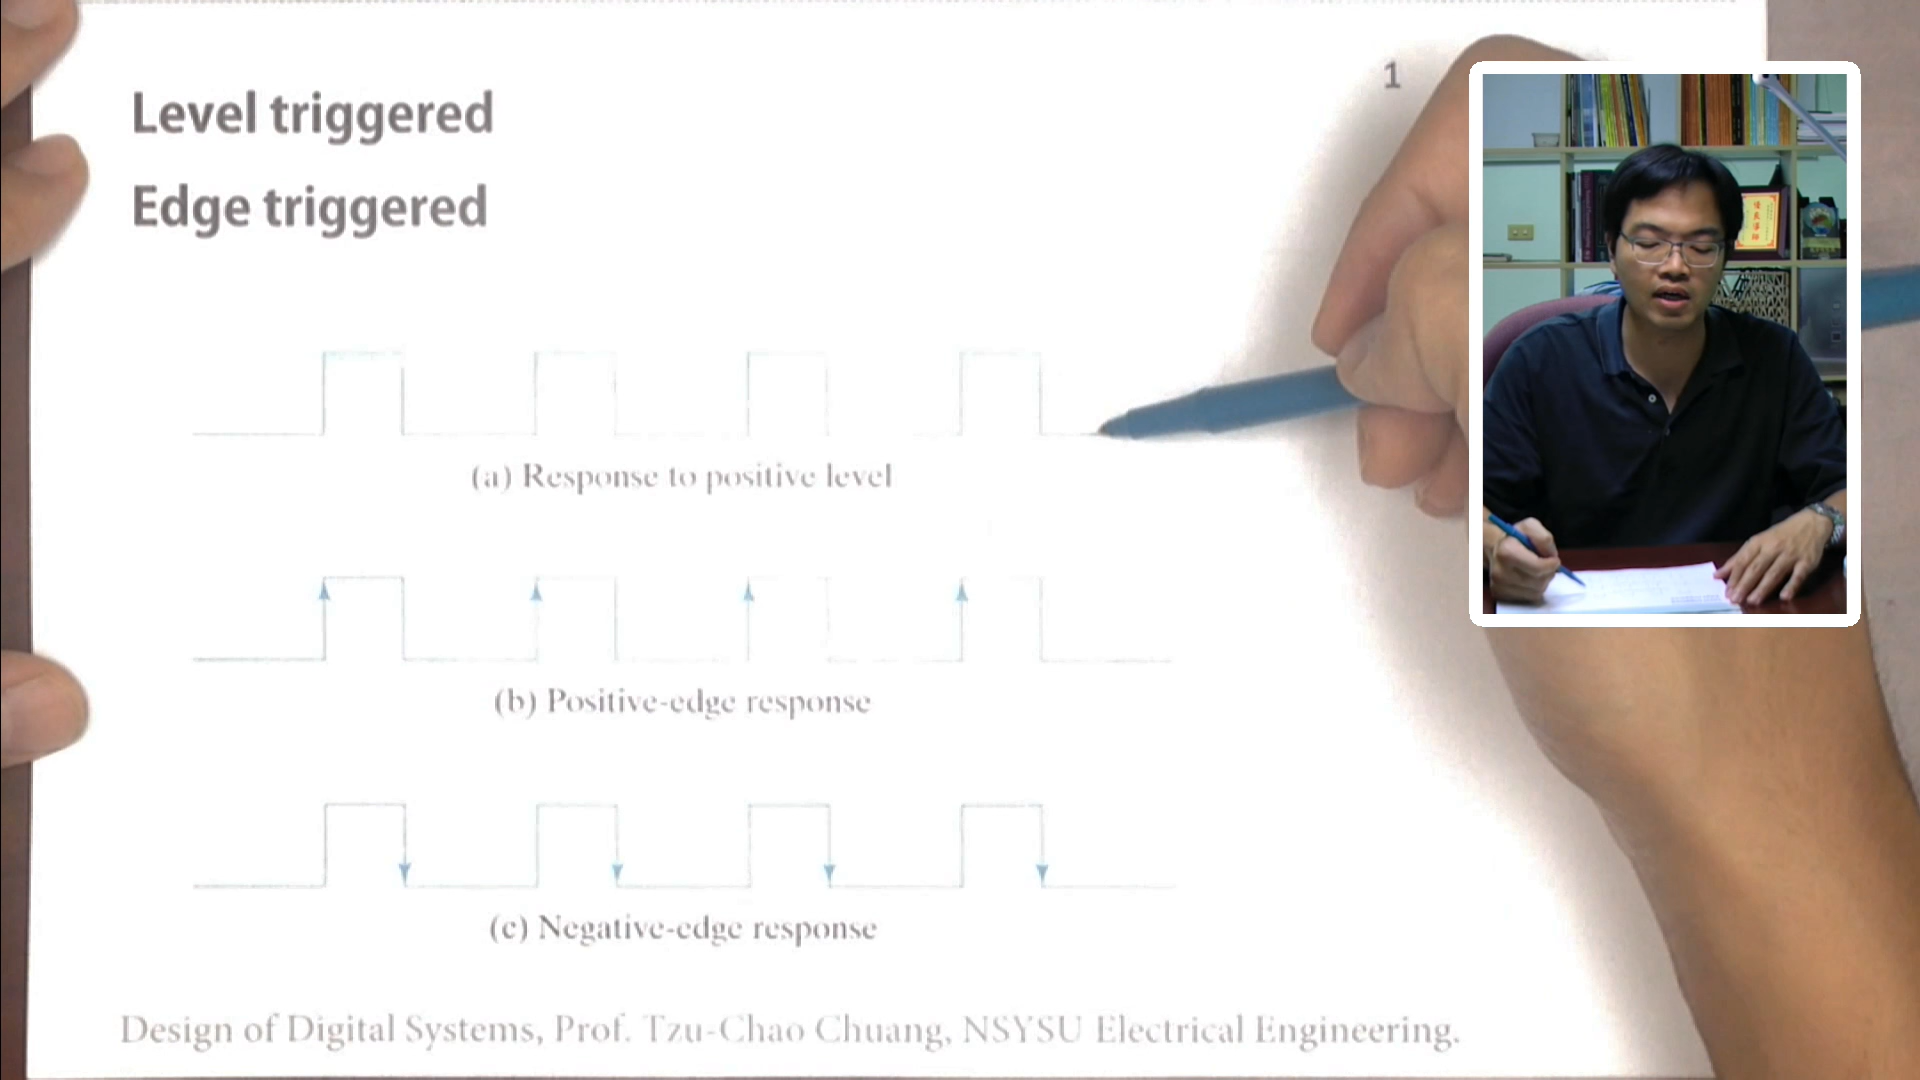 Level triggered
1
Edge triggered
(a) Response to positive level
(b) Positive-edge response
(c) Negative-edge response
Design of Digital Systems, Prof. Tzu-Chao Chuang, NSYSU Electrical Engineering.